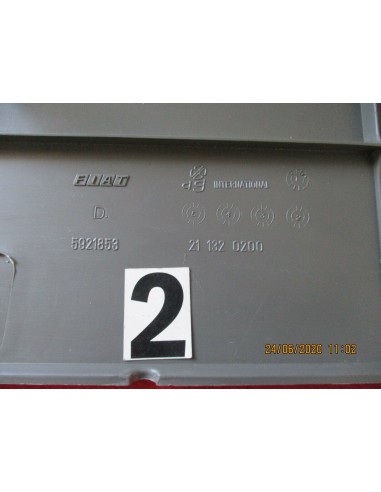 FIAT INTERNATIONAL
D.
5921853 21 132 0200
2
24/06/2020 11:02